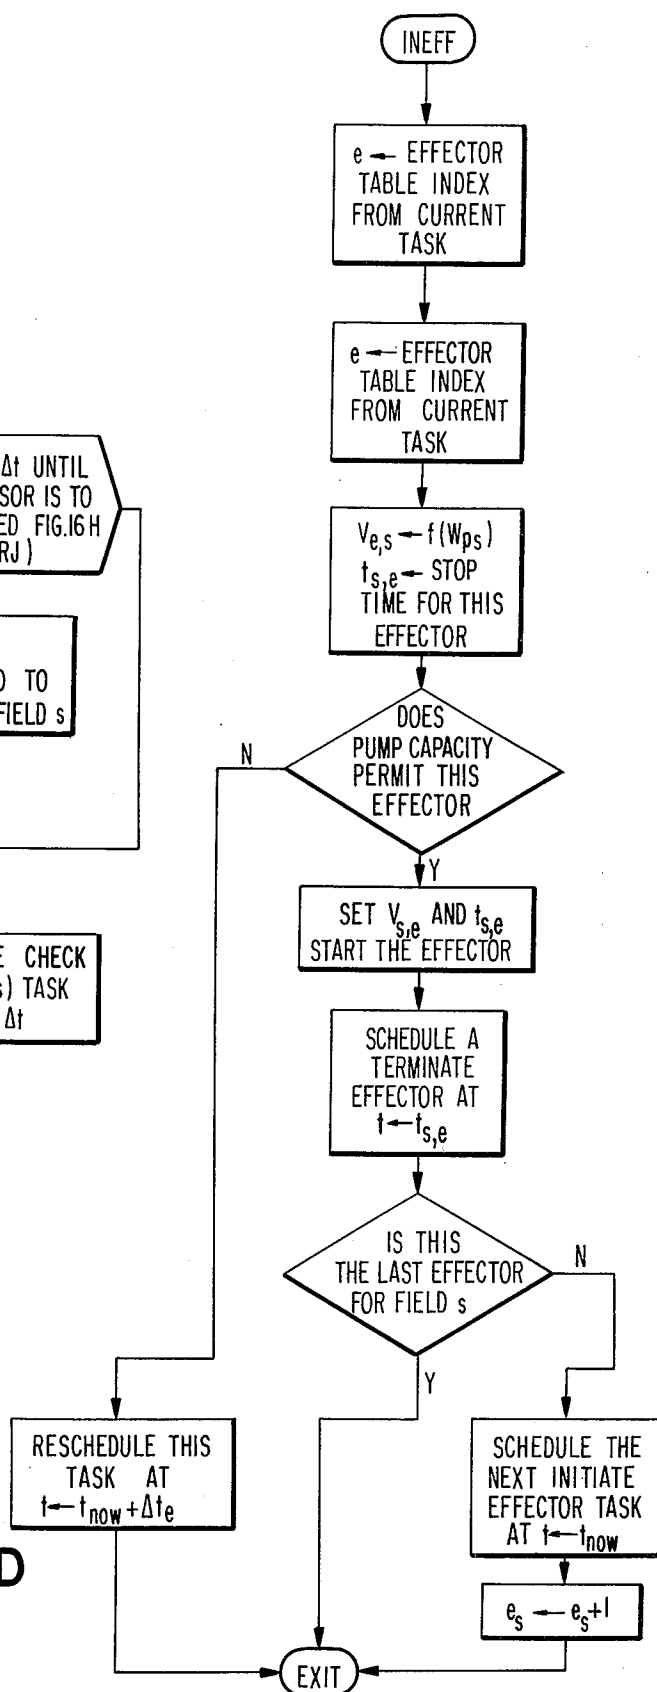 INEFF
e ← EFFECTOR
TABLE INDEX
FROM CURRENT
TASK
e ← EFFECTOR
TABLE INDEX
FROM CURRENT
TASK
Δt UNTIL
SOR IS TO
ED FIG.16H
RJ)
V_e,s ← f(W_ps)
t_s,e ← STOP
TIME FOR THIS
EFFECTOR
D TO
FIELD s
DOES
PUMP CAPACITY
PERMIT THIS
EFFECTOR
N
Y
SET V_s,e AND t_s,e
START THE EFFECTOR
E CHECK
s) TASK
Δt
SCHEDULE A
TERMINATE
EFFECTOR AT
t ← t_s,e
IS THIS
THE LAST EFFECTOR
FOR FIELD s
N
Y
RESCHEDULE THIS
TASK AT
t ← t_now + Δt_e
SCHEDULE THE
NEXT INITIATE
EFFECTOR TASK
AT t ← t_now
D
e_s ← e_s+1
EXIT